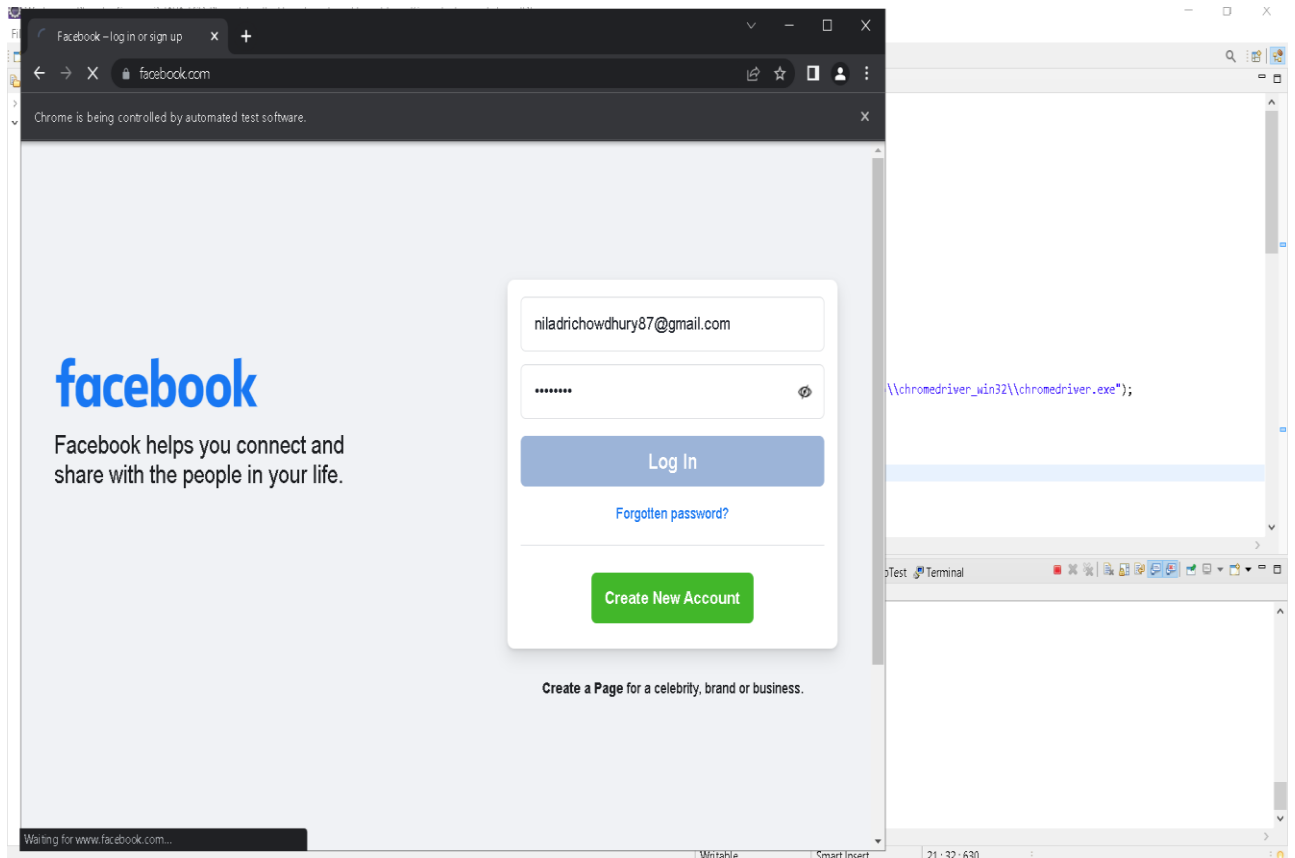 Facebook – log in or sign up
facebook.com
Chrome is being controlled by automated test software.
niladrichowdhury87@gmail.com
••••••••
facebook
Log In
Facebook helps you connect and
share with the people in your life.
Forgotten password?
Create New Account
Create a Page for a celebrity, brand or business.
Waiting for www.facebook.com...
\\chromedriver_win32\\chromedriver.exe");
Terminal
Writable
Smart Insert
21 : 32 : 630